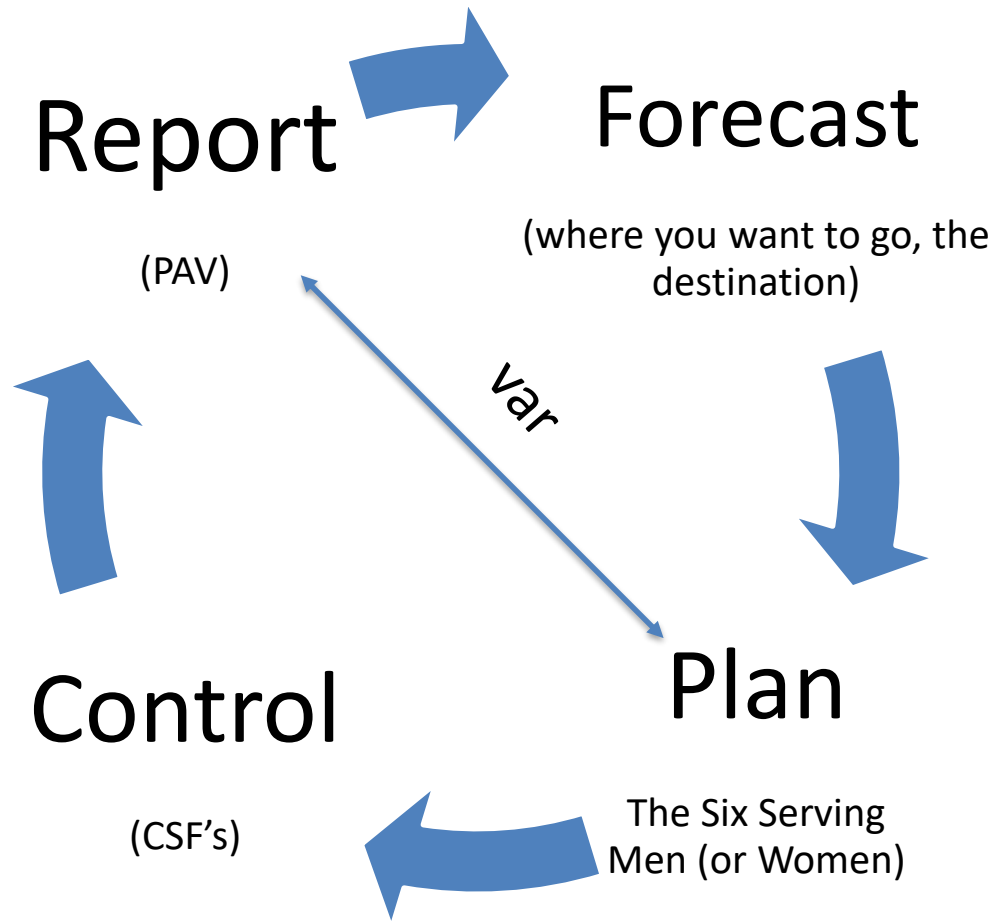 Report
(PAV)
Forecast
(where you want to go, the
destination)
var
Control
(CSF’s)
Plan
The Six Serving
Men (or Women)